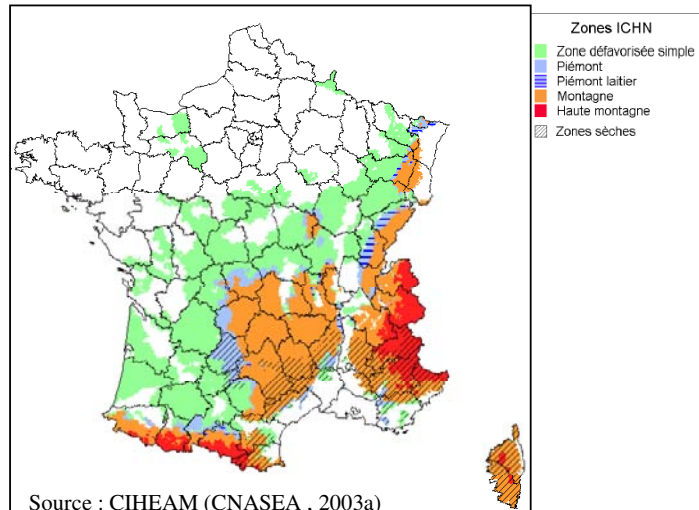 Zones ICHN
Zone défavorisée simple
Piémont
Piémont laitier
Montagne
Haute montagne
Zones sèches
Source : CIHEAM (CNASEA , 2003a)